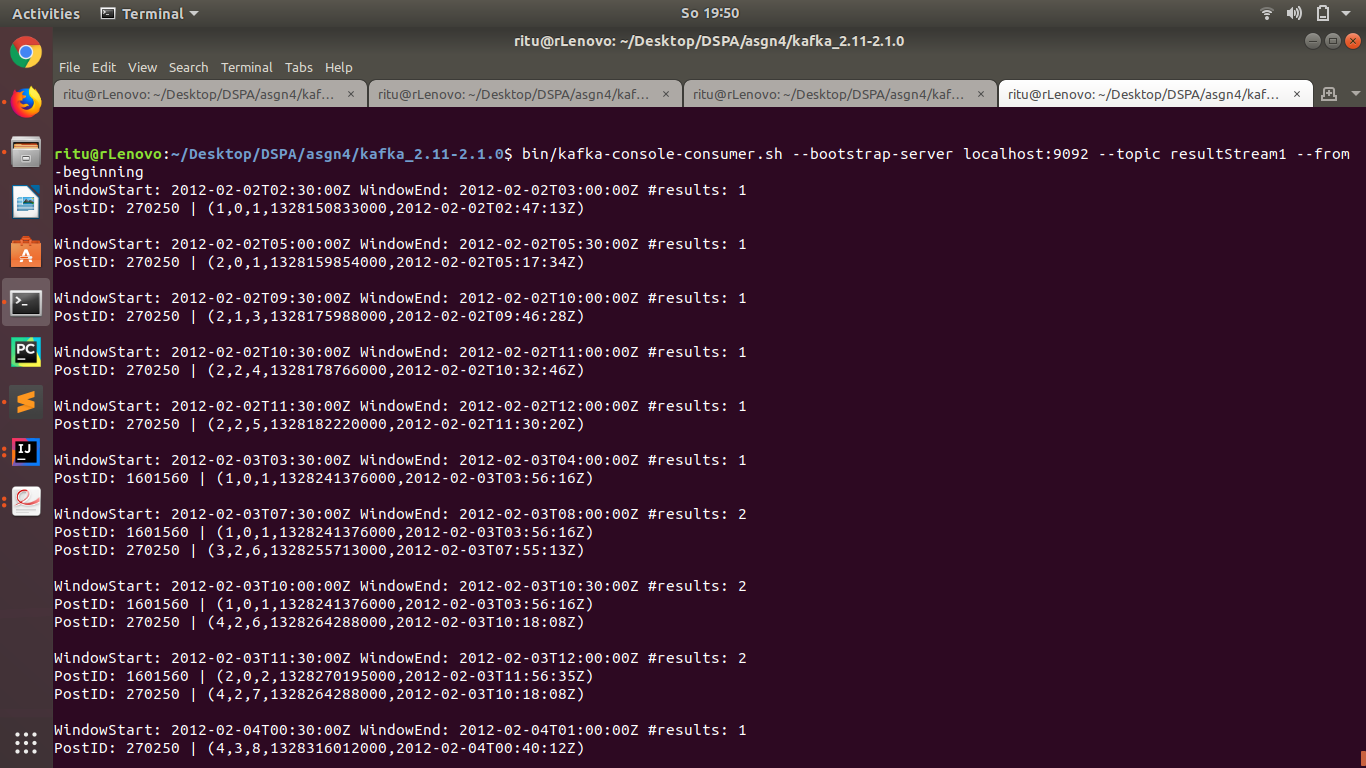 Activities Terminal So 19:50
ritu@rLenovo: ~/Desktop/DSPA/asgn4/kafka_2.11-2.1.0
File Edit View Search Terminal Tabs Help
ritu@rLenovo: ~/Desktop/DSPA/asgn4/kaf... × ritu@rLenovo: ~/Desktop/DSPA/asgn4/kaf... × ritu@rLenovo: ~/Desktop/DSPA/asgn4/kaf... × ritu@rLenovo: ~/Desktop/DSPA/asgn4/kaf... ×
ritu@rLenovo:~/Desktop/DSPA/asgn4/kafka_2.11-2.1.0$ bin/kafka-console-consumer.sh --bootstrap-server localhost:9092 --topic resultStream1 --from
-beginning
WindowStart: 2012-02-02T02:30:00Z WindowEnd: 2012-02-02T03:00:00Z #results: 1
PostID: 270250 | (1,0,1,1328150833000,2012-02-02T02:47:13Z)
WindowStart: 2012-02-02T05:00:00Z WindowEnd: 2012-02-02T05:30:00Z #results: 1
PostID: 270250 | (2,0,1,1328159854000,2012-02-02T05:17:34Z)
WindowStart: 2012-02-02T09:30:00Z WindowEnd: 2012-02-02T10:00:00Z #results: 1
PostID: 270250 | (2,1,3,1328175988000,2012-02-02T09:46:28Z)
WindowStart: 2012-02-02T10:30:00Z WindowEnd: 2012-02-02T11:00:00Z #results: 1
PostID: 270250 | (2,2,4,1328178766000,2012-02-02T10:32:46Z)
WindowStart: 2012-02-02T11:30:00Z WindowEnd: 2012-02-02T12:00:00Z #results: 1
PostID: 270250 | (2,2,5,1328182220000,2012-02-02T11:30:20Z)
WindowStart: 2012-02-03T03:30:00Z WindowEnd: 2012-02-03T04:00:00Z #results: 1
PostID: 1601560 | (1,0,1,1328241376000,2012-02-03T03:56:16Z)
WindowStart: 2012-02-03T07:30:00Z WindowEnd: 2012-02-03T08:00:00Z #results: 2
PostID: 1601560 | (1,0,1,1328241376000,2012-02-03T03:56:16Z)
PostID: 270250 | (3,2,6,1328255713000,2012-02-03T07:55:13Z)
WindowStart: 2012-02-03T10:00:00Z WindowEnd: 2012-02-03T10:30:00Z #results: 2
PostID: 1601560 | (1,0,1,1328241376000,2012-02-03T03:56:16Z)
PostID: 270250 | (4,2,6,1328264288000,2012-02-03T10:18:08Z)
WindowStart: 2012-02-03T11:30:00Z WindowEnd: 2012-02-03T12:00:00Z #results: 2
PostID: 1601560 | (2,0,2,1328270195000,2012-02-03T11:56:35Z)
PostID: 270250 | (4,2,7,1328264288000,2012-02-03T10:18:08Z)
WindowStart: 2012-02-04T00:30:00Z WindowEnd: 2012-02-04T01:00:00Z #results: 1
PostID: 270250 | (4,3,8,1328316012000,2012-02-04T00:40:12Z)
PC
IJ